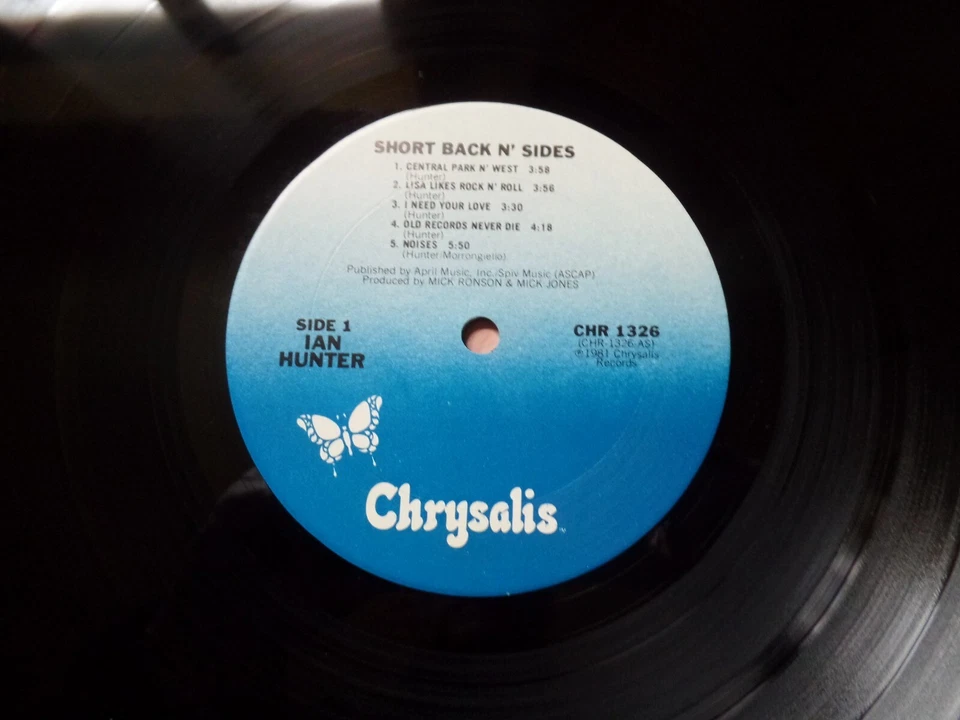 SHORT BACK N' SIDES
1. CENTRAL PARK N' WEST 3:58
(Hunter)
2. LISA LIKES ROCK N' ROLL 3:56
(Hunter)
3. I NEED YOUR LOVE 3:30
(Hunter)
4. OLD RECORDS NEVER DIE 4:18
(Hunter)
5. NOISES 5:50
(Hunter/Morrongiello)
Published by April Music, Inc./Spiv Music (ASCAP)
Produced by MICK RONSON & MICK JONES
SIDE 1
IAN
HUNTER
CHR 1326
(CHR-1326-AS)
℗1981 Chrysalis
Records
Chrysalis™